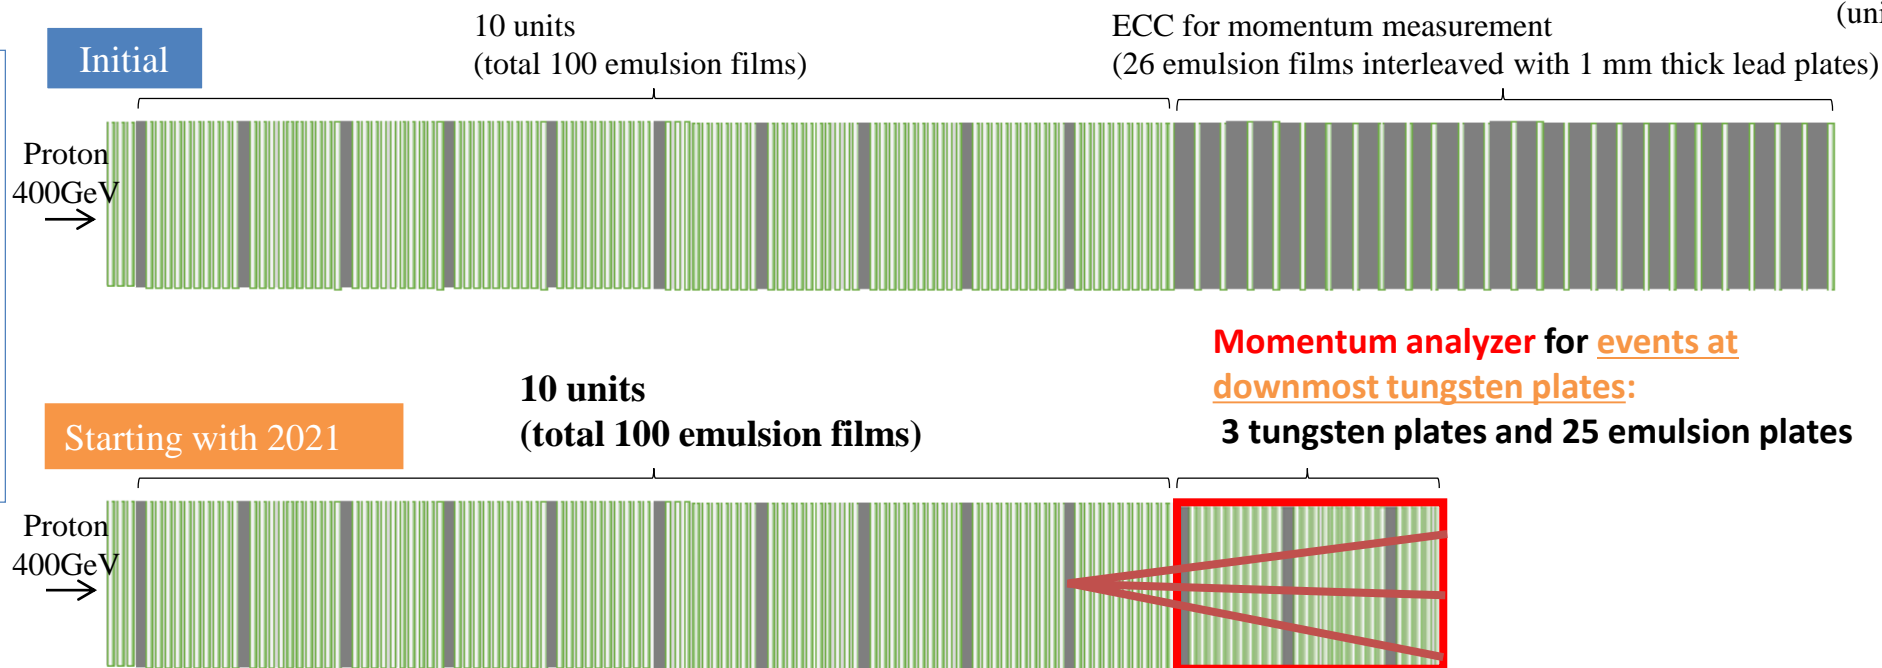 10 units
(total 100 emulsion films)
ECC for momentum measurement
(26 emulsion films interleaved with 1 mm thick lead plates)
Initial
Proton
400GeV
Momentum analyzer for events at
downmost tungsten plates:
3 tungsten plates and 25 emulsion plates
10 units
(total 100 emulsion films)
Starting with 2021
Proton
400GeV